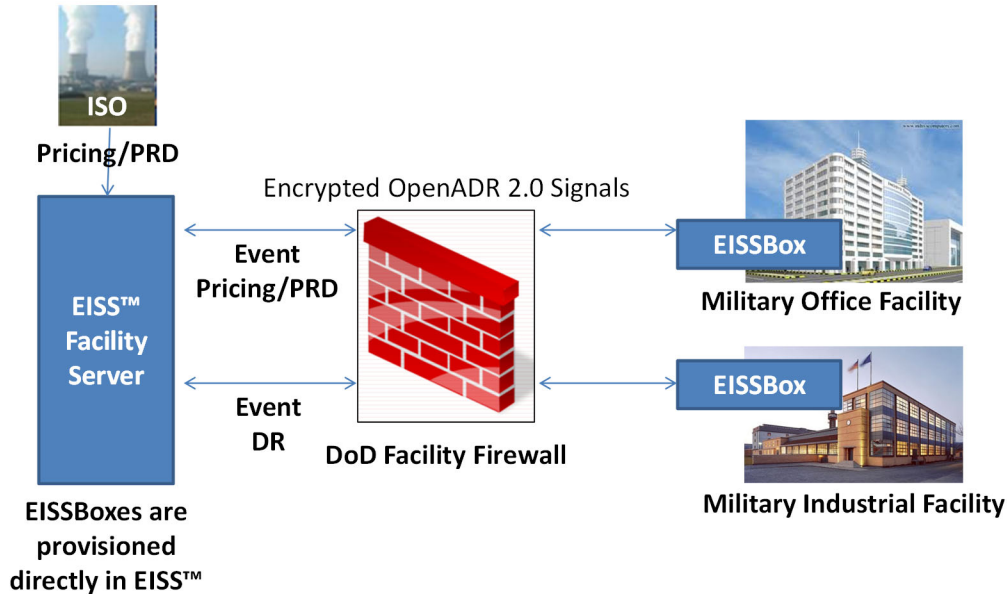 ISO
Pricing/PRD
Encrypted OpenADR 2.0 Signals
Event
Pricing/PRD
EISS™
Facility
Server
Event
DR
DoD Facility Firewall
EISSBoxes are
provisioned
directly in EISS™
EISSBox
Military Office Facility
EISSBox
Military Industrial Facility